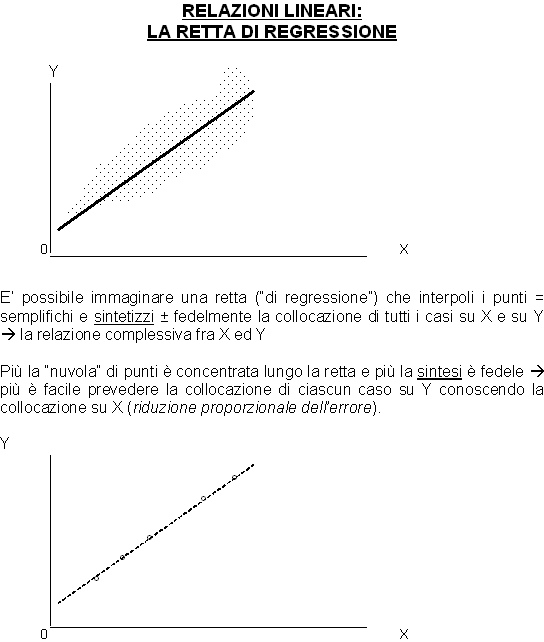 RELAZIONI LINEARI:
LA RETTA DI REGRESSIONE
Y
0 X
E' possibile immaginare una retta ("di regressione") che interpoli i punti =
semplifichi e sintetizzi ± fedelmente la collocazione di tutti i casi su X e su Y
→ la relazione complessiva fra X ed Y
Più la "nuvola" di punti è concentrata lungo la retta e più la sintesi è fedele →
più è facile prevedere la collocazione di ciascun caso su Y conoscendo la
collocazione su X (riduzione proporzionale dell'errore).
Y
0 X